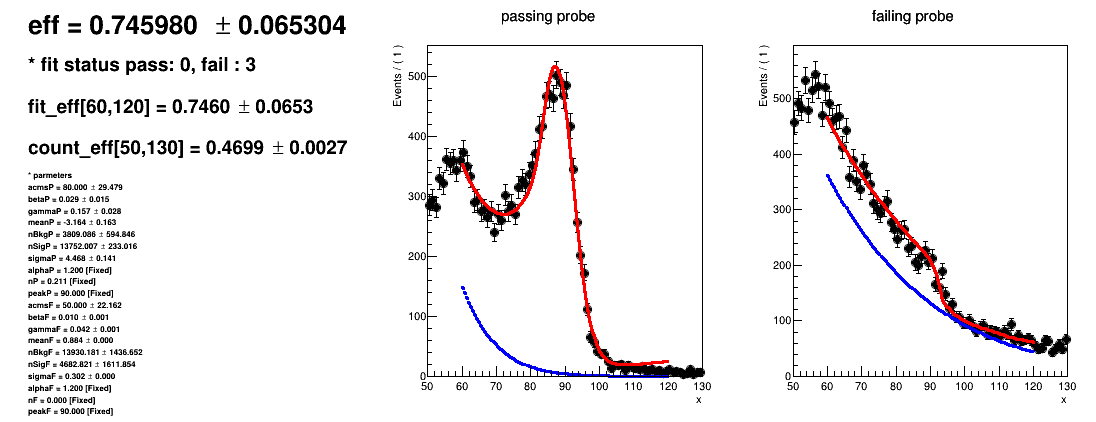 eff = 0.745980 ± 0.065304
* fit status pass: 0, fail : 3
fit_eff[60,120] = 0.7460 ± 0.0653
count_eff[50,130] = 0.4699 ± 0.0027
* parmeters
acmsP = 80.000 ± 29.479
betaP = 0.029 ± 0.015
gammaP = 0.157 ± 0.028
meanP = -3.164 ± 0.163
nBkgP = 3809.086 ± 594.846
nSigP = 13752.007 ± 233.016
sigmaP = 4.468 ± 0.141
alphaP = 1.200 [Fixed]
nP = 0.211 [Fixed]
peakP = 90.000 [Fixed]
acmsF = 50.000 ± 22.162
betaF = 0.010 ± 0.001
gammaF = 0.042 ± 0.001
meanF = 0.884 ± 0.000
nBkgF = 13930.181 ± 1436.652
nSigF = 4682.821 ± 1611.854
sigmaF = 0.302 ± 0.000
alphaF = 1.200 [Fixed]
nF = 0.000 [Fixed]
peakF = 90.000 [Fixed]
passing probe
Events / ( 1 )
500
400
300
200
100
0
50 60 70 80 90 100 110 120 130
x
failing probe
Events / ( 1 )
500
400
300
200
100
0
50 60 70 80 90 100 110 120 130
x